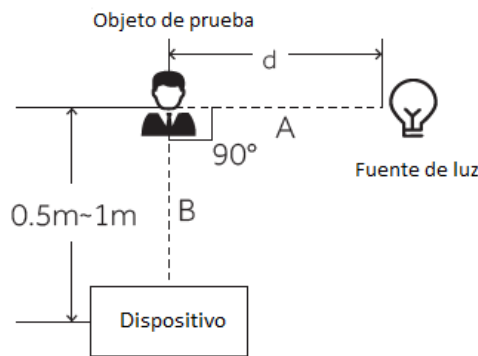 Objeto de prueba
d
A
90°
Fuente de luz
0.5m~1m
B
Dispositivo